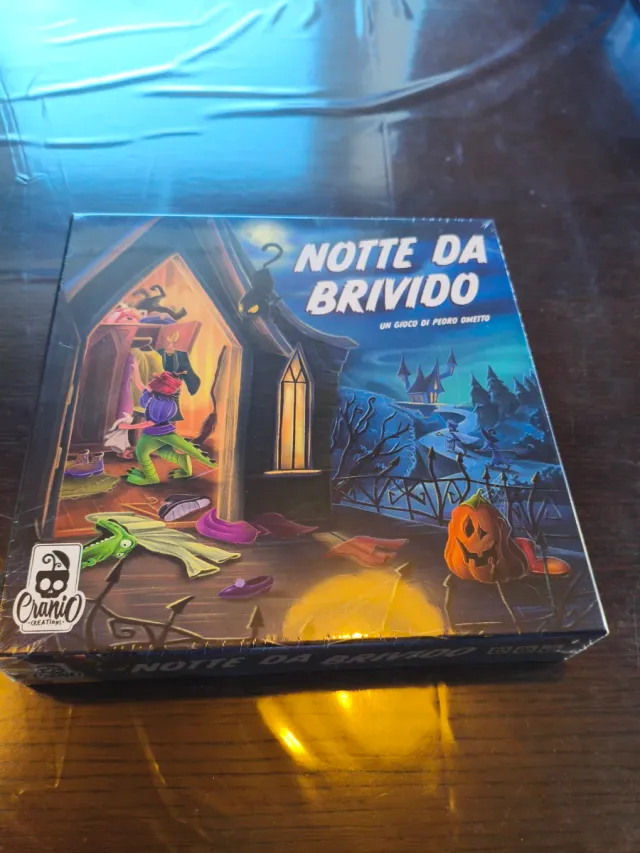 NOTTE DA
BRIVIDO
UN GIOCO DI PEDRO OMETTO
CRANIO
CREATIONS
NOTTE DA BRIVIDO